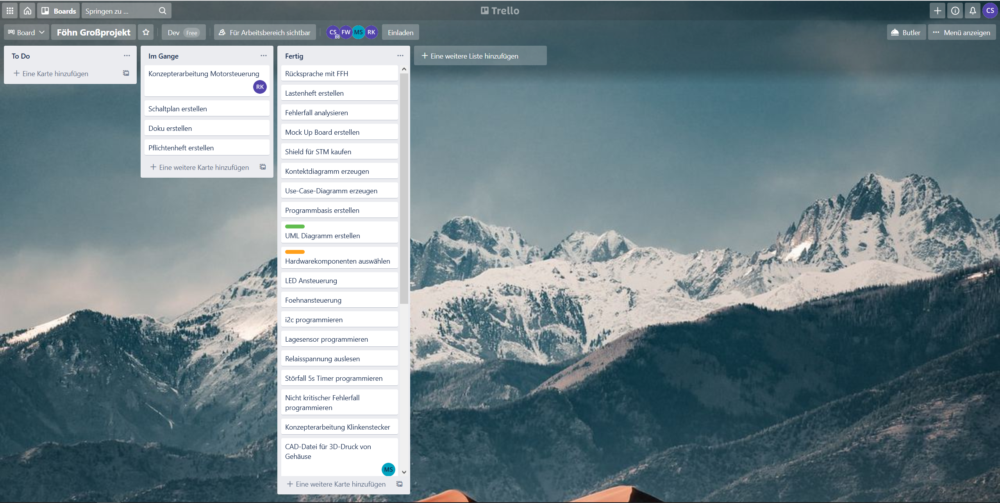 Boards
Springen zu ...
Trello
CS
Board
Föhn Großprojekt
Dev
Free
Für Arbeitsbereich sichtbar
CS
FW
MS
RK
Einladen
Butler
Menü anzeigen
To Do
Eine Karte hinzufügen
Im Gange
Konzepterarbeitung Motorsteuerung
RK
Schaltplan erstellen
Doku erstellen
Pflichtenheft erstellen
Eine weitere Karte hinzufügen
Fertig
Rücksprache mit FFH
Lastenheft erstellen
Fehlerfall analysieren
Mock Up Board erstellen
Shield für STM kaufen
Kontektdiagramm erzeugen
Use-Case-Diagramm erzeugen
Programmbasis erstellen
UML Diagramm erstellen
Hardwarekomponenten auswählen
LED Ansteuerung
Foehnansteuerung
i2c programmieren
Lagesensor programmieren
Relaisspannung auslesen
Störfall 5s Timer programmieren
Nicht kritischer Fehlerfall
programmieren
Konzepterarbeitung Klinkenstecker
CAD-Datei für 3D-Druck von
Gehäuse
MS
Eine weitere Karte hinzufügen
Eine weitere Liste hinzufügen